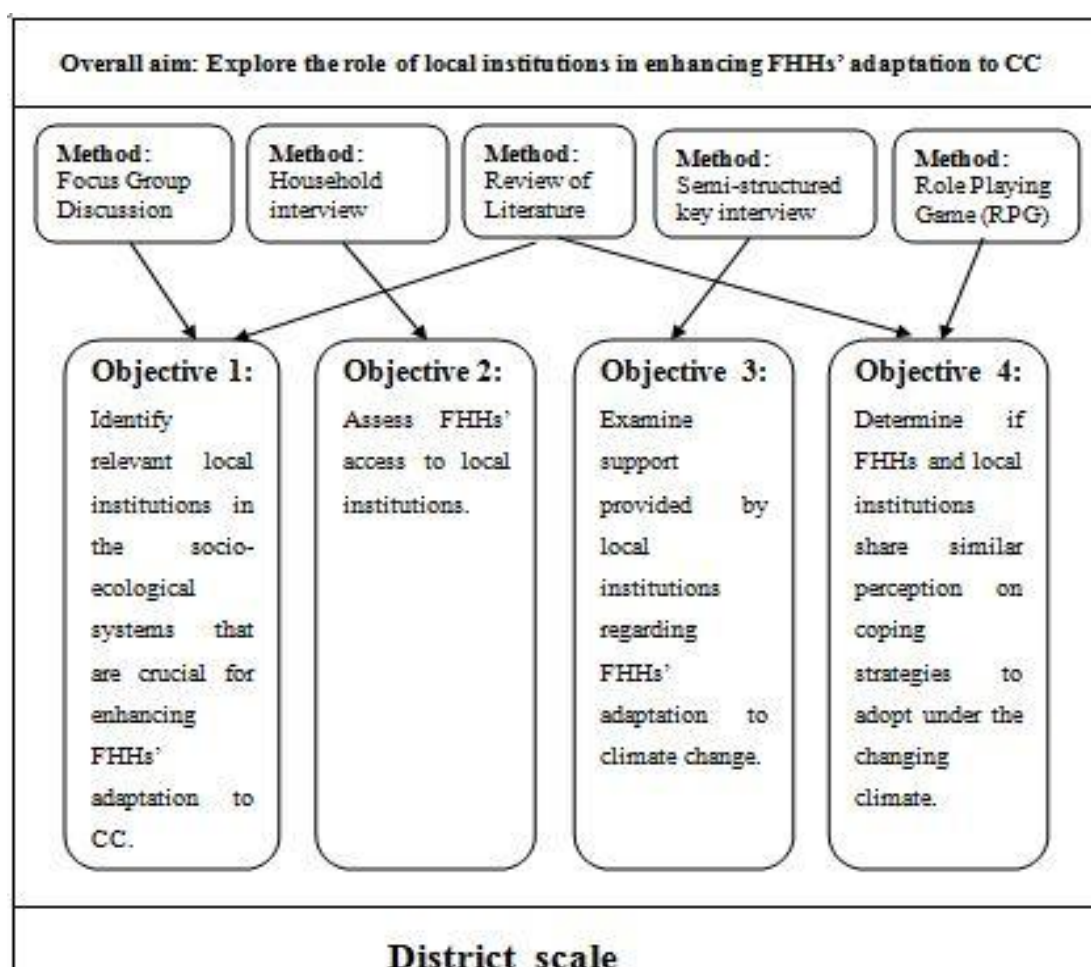 Overall aim: Explore the role of local institutions in enhancing FHHs' adaptation to CC
Method:
Focus Group
Discussion
Method:
Household
interview
Method:
Review of
Literature
Method:
Semi-structured
key interview
Method:
Role Playing
Game (RPG)
Objective 1:
Identify
relevant local
institutions in
the socio-
ecological
systems that
are crucial for
enhancing
FHHs'
adaptation to
CC.
Objective 2:
Assess FHHs'
access to local
institutions.
Objective 3:
Examine
support
provided by
local
institutions
regarding
FHHs'
adaptation to
climate change.
Objective 4:
Determine if
FHHs and local
institutions
share similar
perception on
coping
strategies to
adopt under the
changing
climate.
District scale